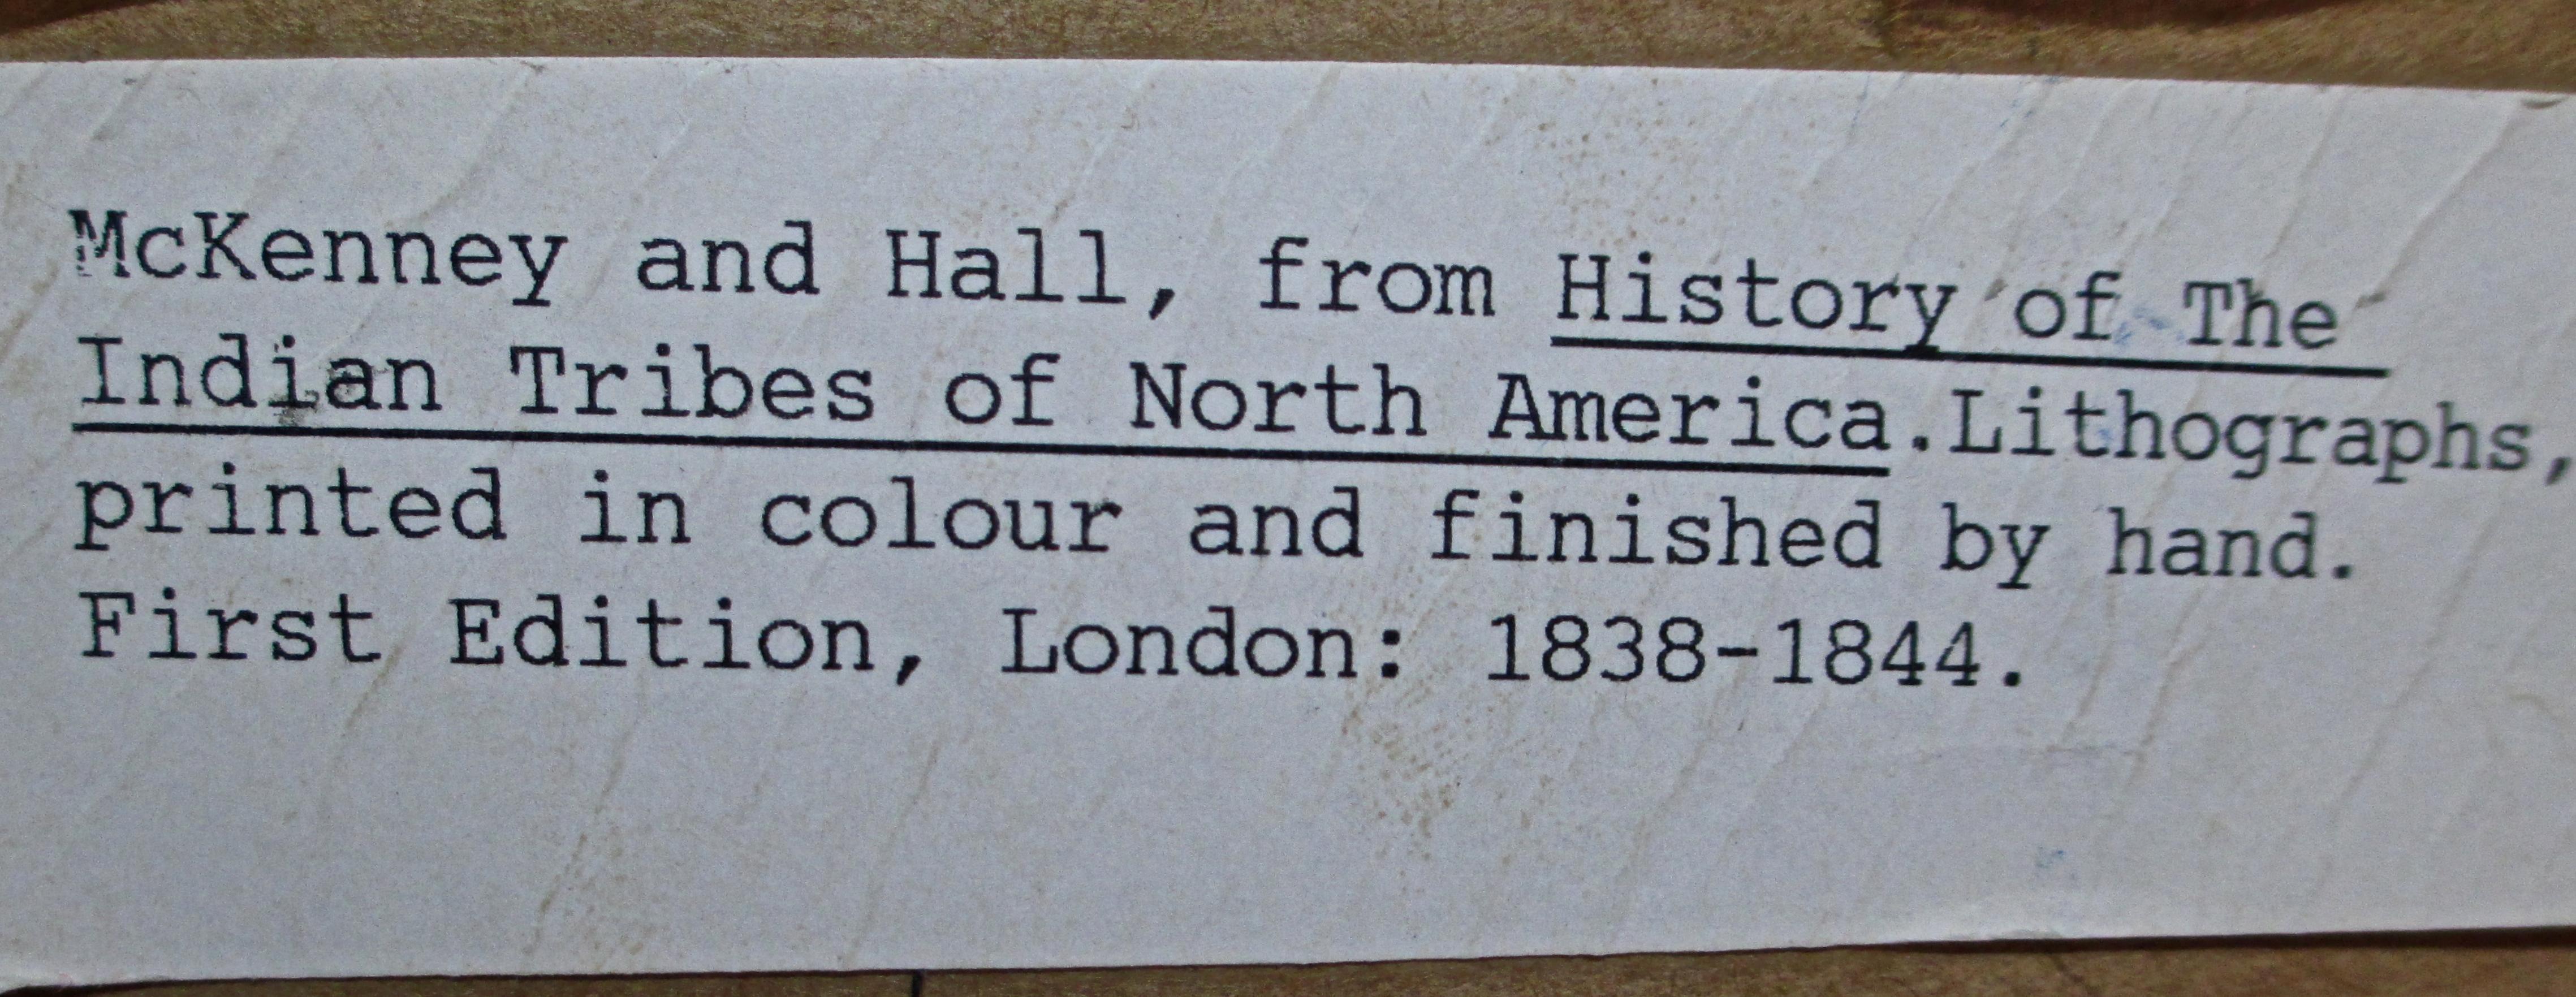 McKenney and Hall, from History of The
Indian Tribes of North America.Lithographs,
printed in colour and finished by hand.
First Edition, London: 1838-1844.